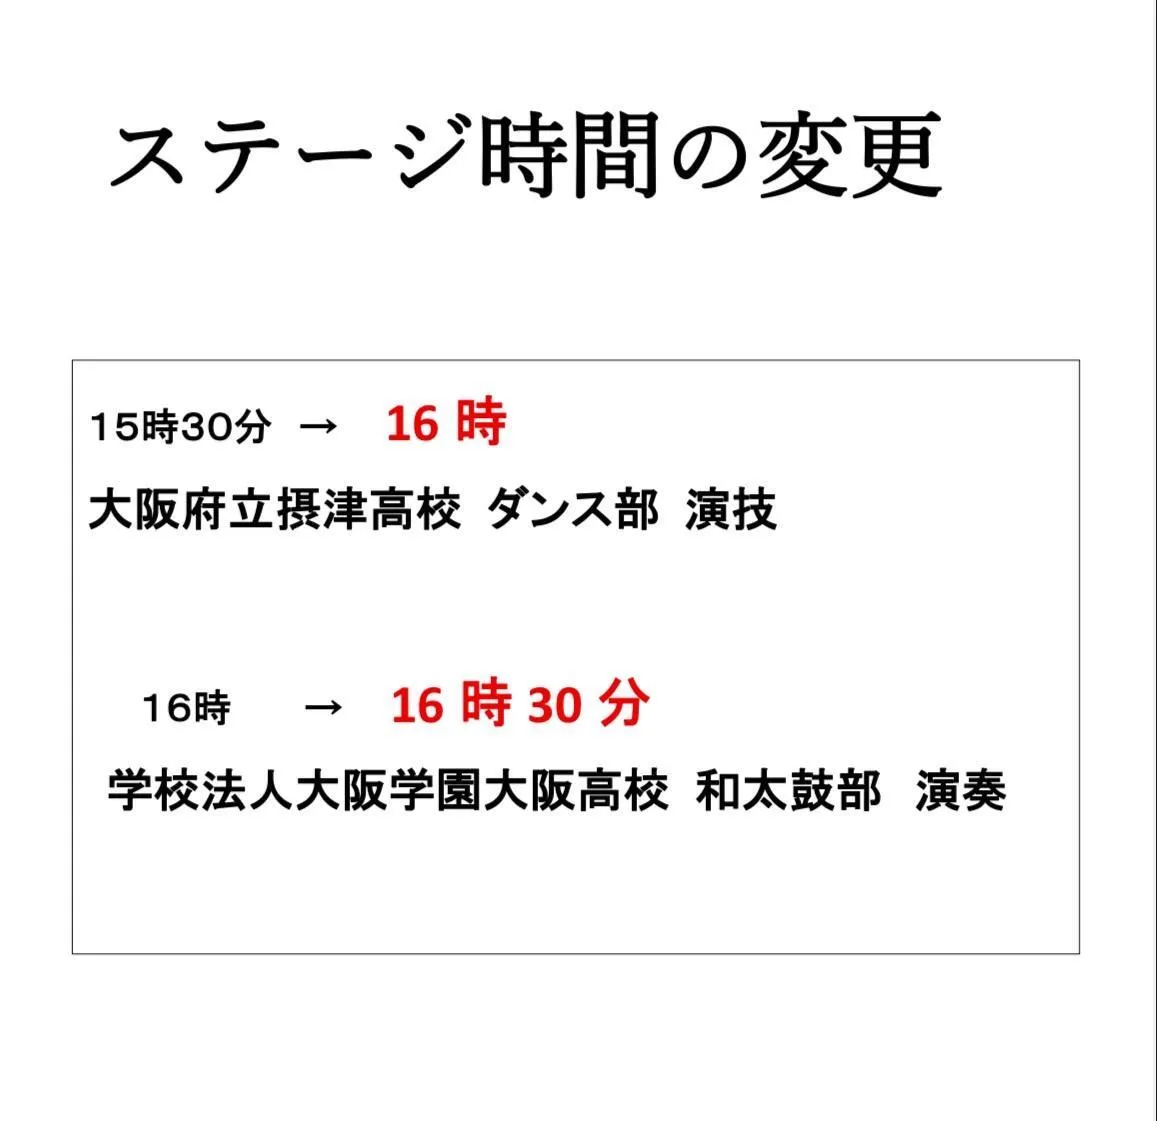 ステージ時間の変更
15時30分 → 16 時
大阪府立摂津高校 ダンス部 演技
16時 → 16 時 30 分
学校法人大阪学園大阪高校 和太鼓部 演奏